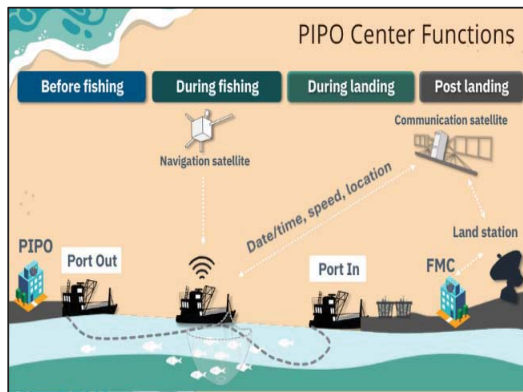 PIPO Center Functions
Before fishing
During fishing
During landing
Post landing
Navigation satellite
Communication satellite
Date/time, speed, location
Land station
PIPO
Port Out
Port In
FMC